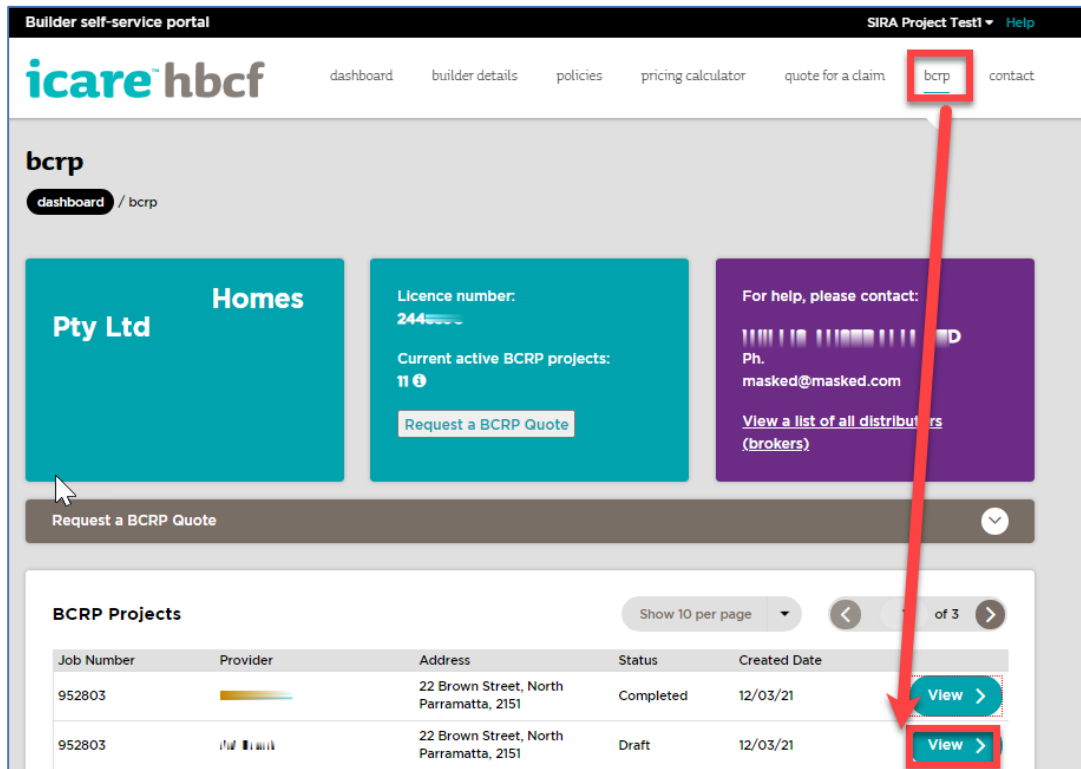 Builder self-service portal SIRA Project Test1 Help
icare™ hbcf dashboard builder details policies pricing calculator quote for a claim bcrp contact
bcrp
dashboard / bcrp
Homes
Pty Ltd
Licence number:
Current active BCRP projects:
11
Request a BCRP Quote
For help, please contact:
Ph.
masked@masked.com
View a list of all distributors
(brokers)
Request a BCRP Quote
BCRP Projects Show 10 per page of 3
Job Number Provider Address Status Created Date
952803 22 Brown Street, North Completed 12/03/21 View
Parramatta, 2151
952803 22 Brown Street, North Draft 12/03/21 View
Parramatta, 2151